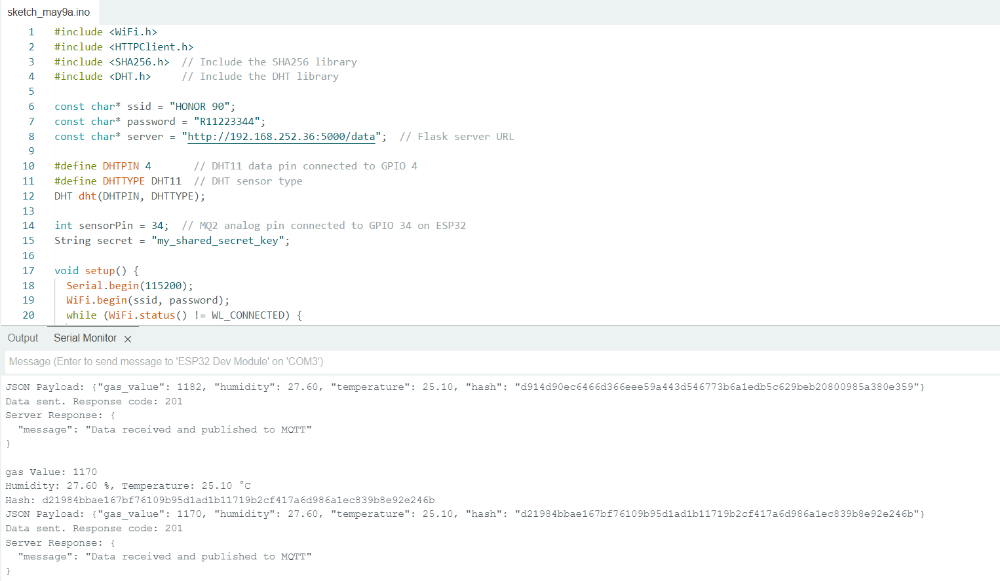 sketch_may9a.ino
1 #include <WiFi.h>
2 #include <HTTPClient.h>
3 #include <SHA256.h>  // Include the SHA256 library
4 #include <DHT.h>     // Include the DHT library
5
6 const char* ssid = "HONOR 90";
7 const char* password = "R11223344";
8 const char* server = "http://192.168.252.36:5000/data";  // Flask server URL
9
10 #define DHTPIN 4       // DHT11 data pin connected to GPIO 4
11 #define DHTTYPE DHT11  // DHT sensor type
12 DHT dht(DHTPIN, DHTTYPE);
13
14 int sensorPin = 34;  // MQ2 analog pin connected to GPIO 34 on ESP32
15 String secret = "my_shared_secret_key";
16
17 void setup() {
18   Serial.begin(115200);
19   WiFi.begin(ssid, password);
20   while (WiFi.status() != WL_CONNECTED) {
Output Serial Monitor ×
Message (Enter to send message to 'ESP32 Dev Module' on 'COM3')
JSON Payload: {"gas_value": 1182, "humidity": 27.60, "temperature": 25.10, "hash": "d914d90ec6466d366eee59a443d546773b6a1edb5c629beb20800985a380e359"}
Data sent. Response code: 201
Server Response: {
  "message": "Data received and published to MQTT"
}
gas Value: 1170
Humidity: 27.60 %, Temperature: 25.10 °C
Hash: d21984bbae167bf76109b95d1ad1b11719b2cf417a6d986a1ec839b8e92e246b
JSON Payload: {"gas_value": 1170, "humidity": 27.60, "temperature": 25.10, "hash": "d21984bbae167bf76109b95d1ad1b11719b2cf417a6d986a1ec839b8e92e246b"}
Data sent. Response code: 201
Server Response: {
  "message": "Data received and published to MQTT"
}